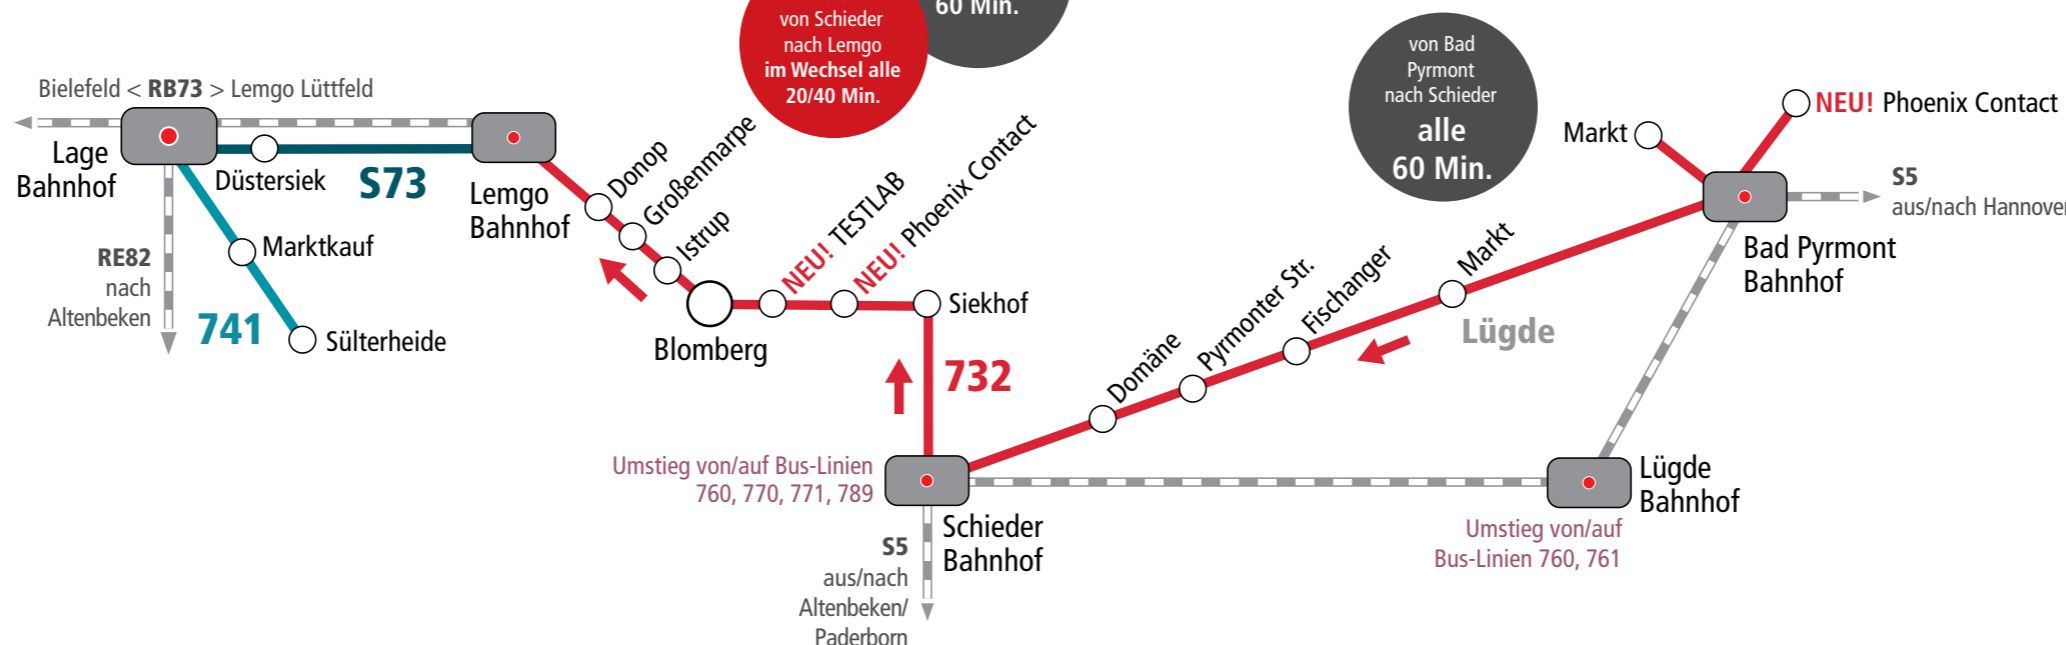 von Schieder
nach Lemgo
im Wechsel alle
20/40 Min.
60 Min.
von Bad
Pyrmont
nach Schieder
alle
60 Min.
Bielefeld < RB73 > Lemgo Lüttfeld
Lage
Bahnhof
Düstersiek
S73
Lemgo
Bahnhof
Marktkauf
RE82
nach
Altenbeken
741
Sülterheide
Donop
Großenmarpe
Istrup
Blomberg
NEU! TESTLAB
NEU! Phoenix Contact
Siekhof
732
Umstieg von/auf Bus-Linien
760, 770, 771, 789
Schieder
Bahnhof
S5
aus/nach
Altenbeken/
Paderborn
Domäne
Pyrmonter Str.
Fischanger
Markt
Lügde
Markt
NEU! Phoenix Contact
S5
aus/nach Hannover
Bad Pyrmont
Bahnhof
Lügde
Bahnhof
Umstieg von/auf
Bus-Linien 760, 761